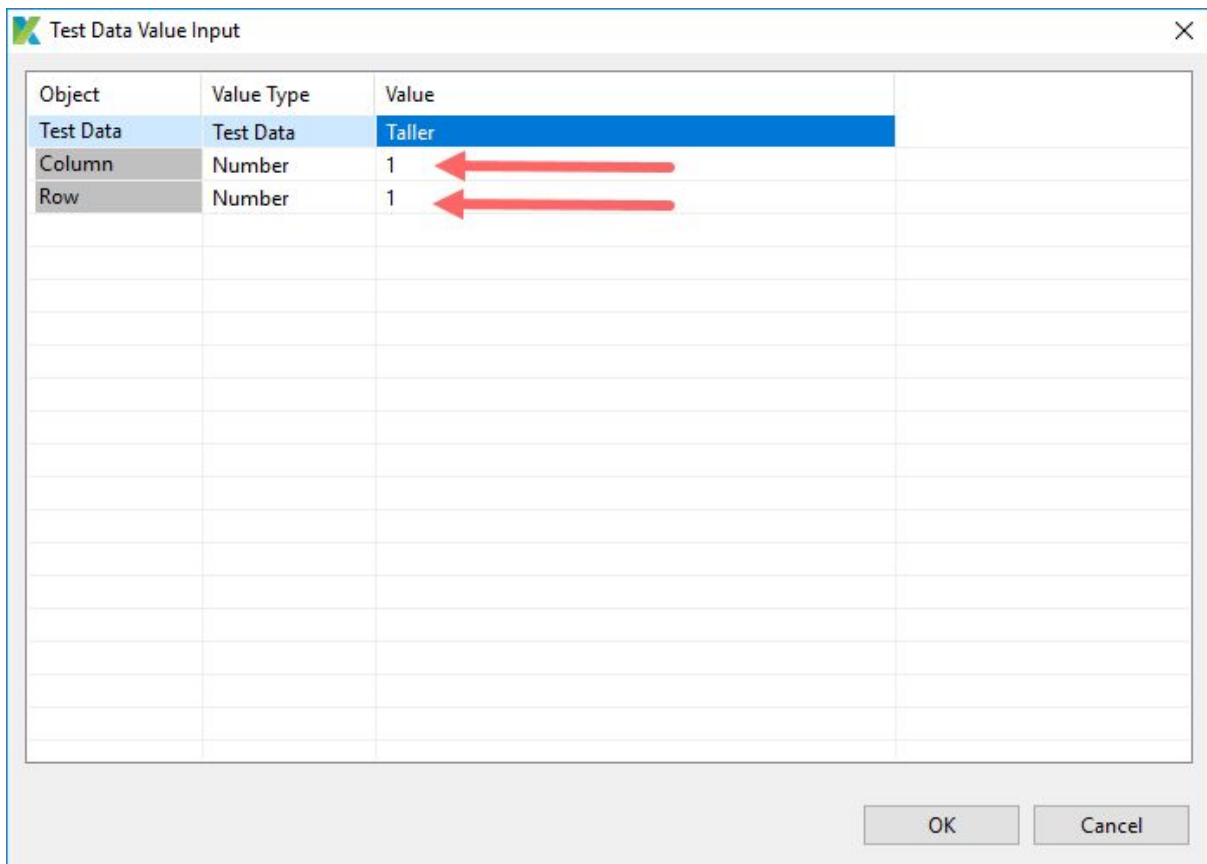 Test Data Value Input
Object Value Type Value
Test Data Test Data Taller
Column Number 1
Row Number 1
OK Cancel